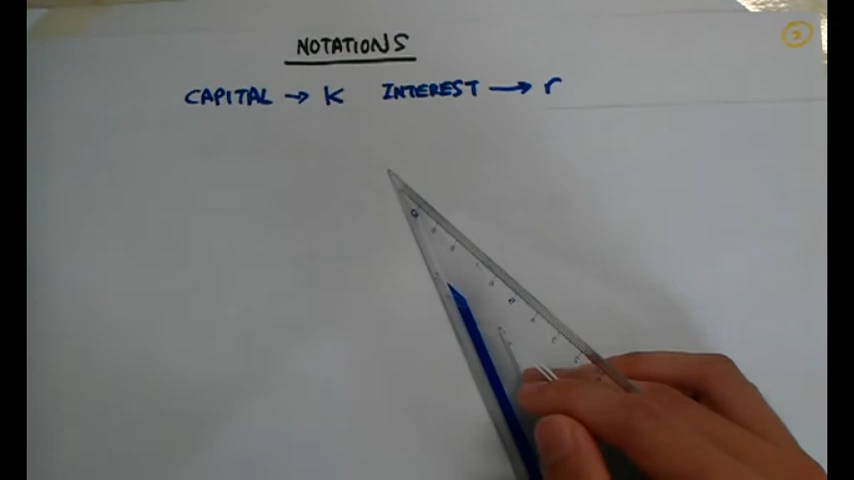 NOTATIONS
CAPITAL → K INTEREST → r